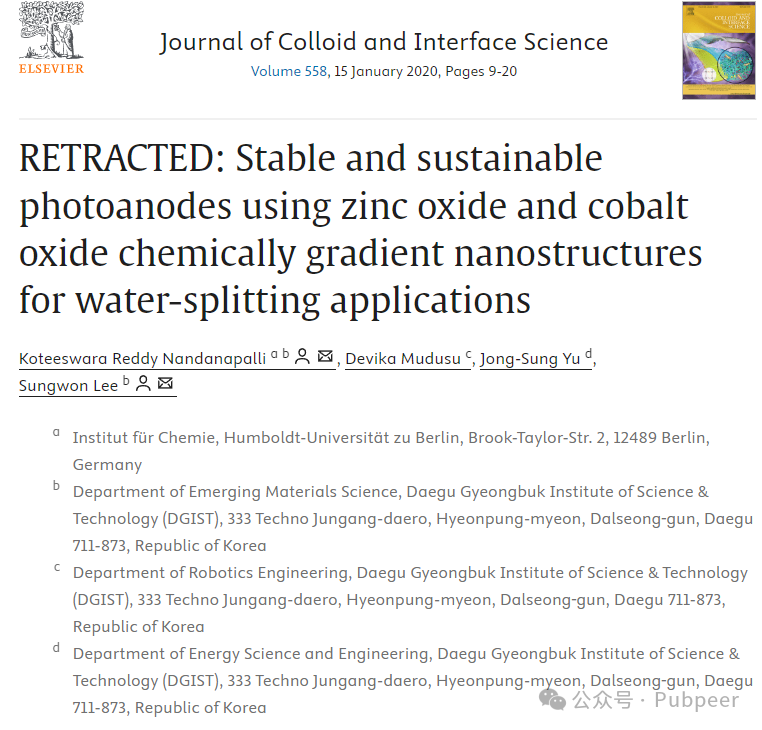 Journal of Colloid and Interface Science
Volume 558, 15 January 2020, Pages 9-20
ELSEVIER
RETRACTED: Stable and sustainable
photoanodes using zinc oxide and cobalt
oxide chemically gradient nanostructures
for water-splitting applications
Koteeswara Reddy Nandanapalli a b, Devika Mudusu c, Jong-Sung Yu d,
Sungwon Lee b
a Institut für Chemie, Humboldt-Universität zu Berlin, Brook-Taylor-Str. 2, 12489 Berlin,
Germany
b Department of Emerging Materials Science, Daegu Gyeongbuk Institute of Science &
Technology (DGIST), 333 Techno Jungang-daero, Hyeonpung-myeon, Dalseong-gun, Daegu
711-873, Republic of Korea
c Department of Robotics Engineering, Daegu Gyeongbuk Institute of Science & Technology
(DGIST), 333 Techno Jungang-daero, Hyeonpung-myeon, Dalseong-gun, Daegu 711-873,
Republic of Korea
d Department of Energy Science and Engineering, Daegu Gyeongbuk Institute of Science &
Technology (DGIST), 333 Techno Jungang-daero, Hyeonpung-myeon, Dalseong-gun, Daegu
711-873, Republic of Korea
公众号 · Pubpeer